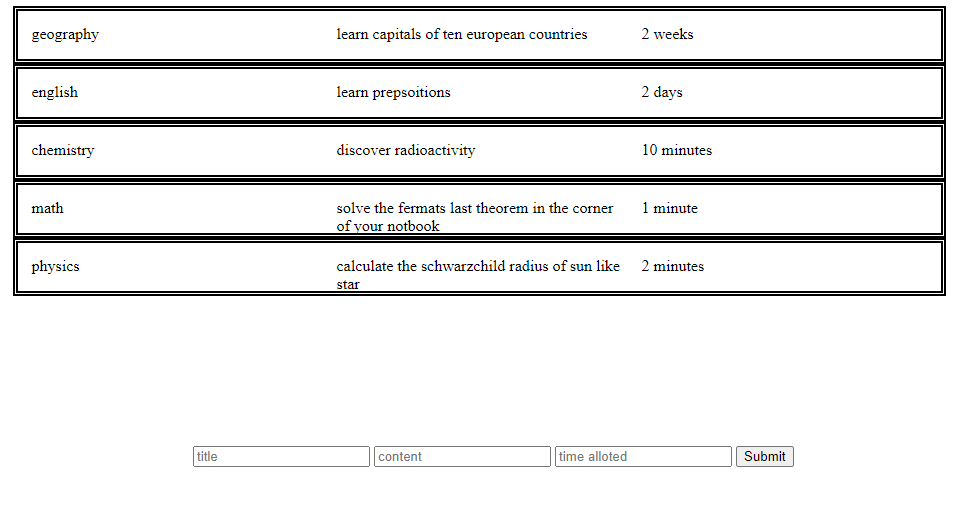 geography learn capitals of ten european countries 2 weeks
english learn prepsoitions 2 days
chemistry discover radioactivity 10 minutes
math solve the fermats last theorem in the corner 1 minute
of your notbook
physics calculate the schwarzchild radius of sun like 2 minutes
star
title content time alloted Submit